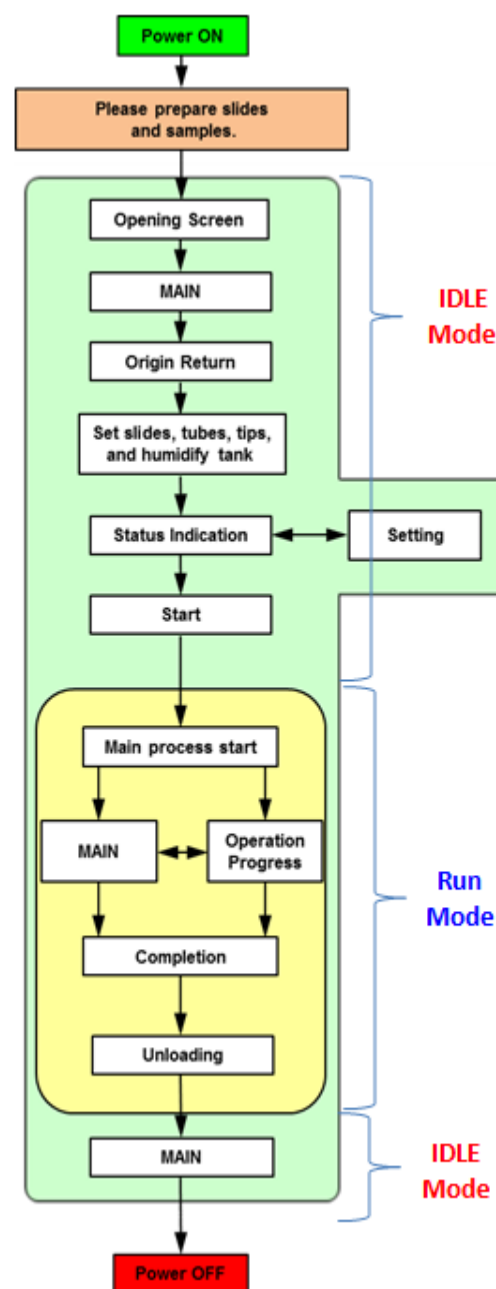 Power ON
Please prepare slides
and samples.
Opening Screen
MAIN
IDLE
Mode
Origin Return
Set slides, tubes, tips,
and humidify tank
Status Indication
Setting
Start
Main process start
MAIN
Operation
Progress
Run
Mode
Completion
Unloading
MAIN
IDLE
Mode
Power OFF